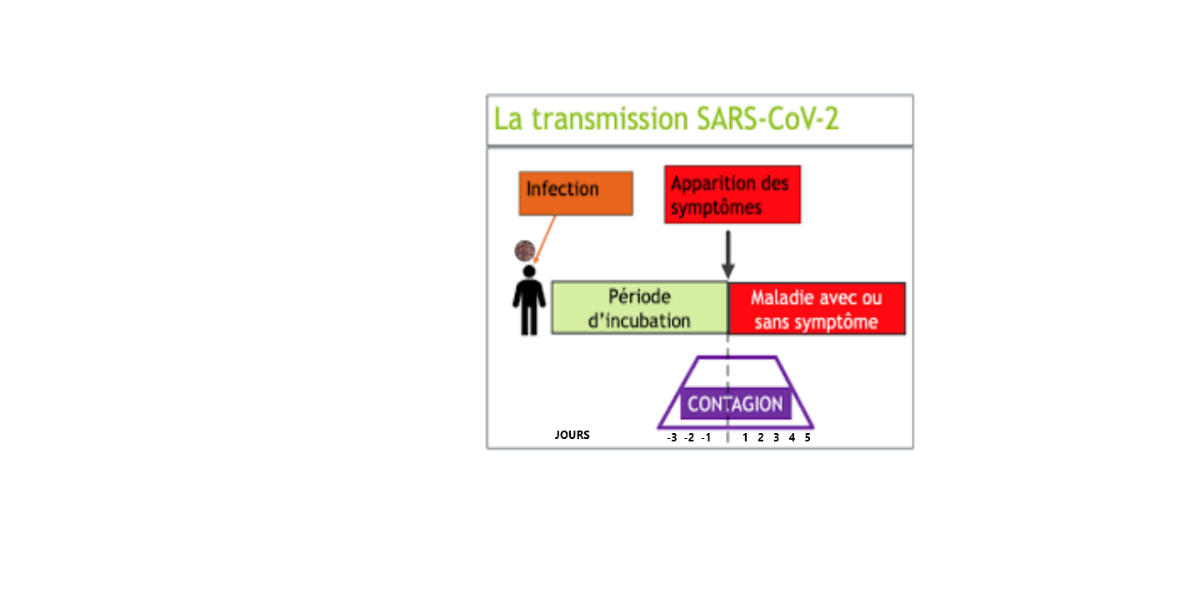 La transmission SARS-CoV-2
Infection
Apparition des
symptômes
Période
d'incubation
Maladie avec ou
sans symptôme
CONTAGION
JOURS -3 -2 -1 1 2 3 4 5